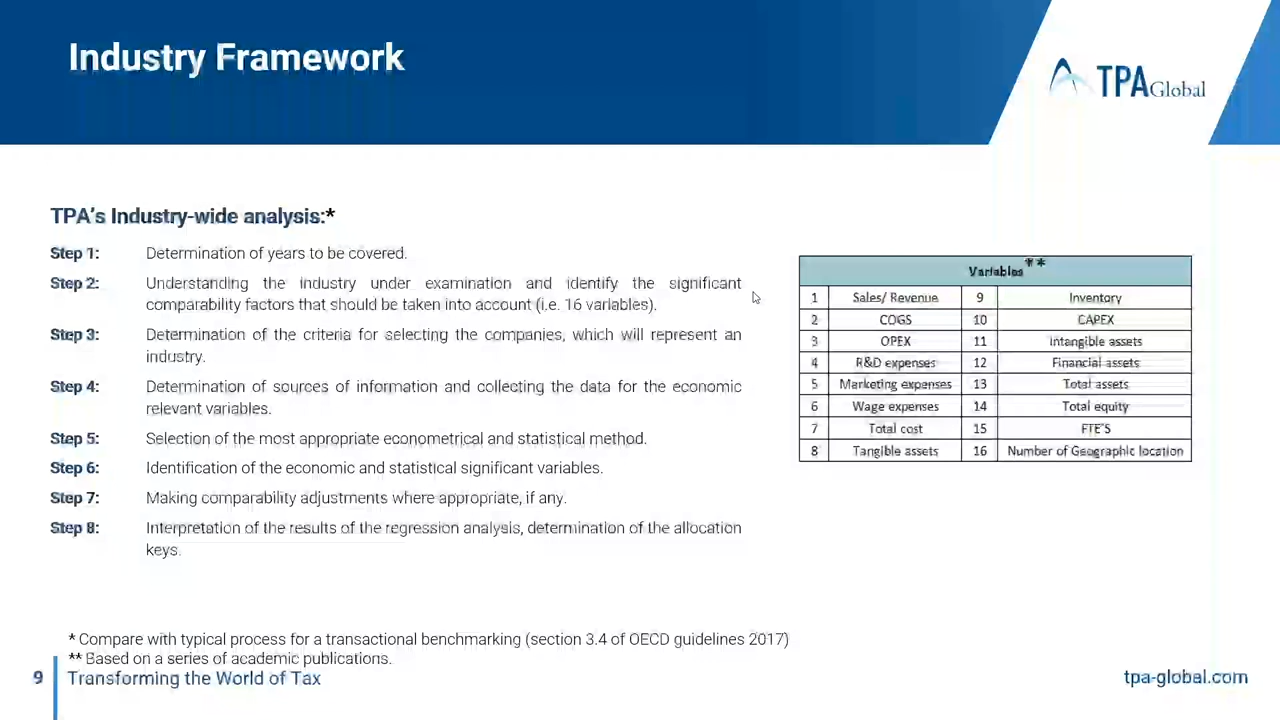 Industry Framework
TPA Global
TPA's Industry-wide analysis:*
Step 1: Determination of years to be covered.
Step 2: Understanding the industry under examination and identify the significant
comparability factors that should be taken into account (i.e. 16 variables).
Step 3: Determination of the criteria for selecting the companies, which will represent an
industry.
Step 4: Determination of sources of information and collecting the data for the economic
relevant variables.
Step 5: Selection of the most appropriate econometrical and statistical method.
Step 6: Identification of the economic and statistical significant variables.
Step 7: Making comparability adjustments where appropriate, if any.
Step 8: Interpretation of the results of the regression analysis, determination of the allocation
keys.
Variables**
1 Sales/ Revenue 9 Inventory
2 COGS 10 CAPEX
3 OPEX 11 Intangible assets
4 R&D expenses 12 Financial assets
5 Marketing expenses 13 Total assets
6 Wage expenses 14 Total equity
7 Total cost 15 FTE'S
8 Tangible assets 16 Number of Geographic location
* Compare with typical process for a transactional benchmarking (section 3.4 of OECD guidelines 2017)
** Based on a series of academic publications.
9 Transforming the World of Tax
tpa-global.com